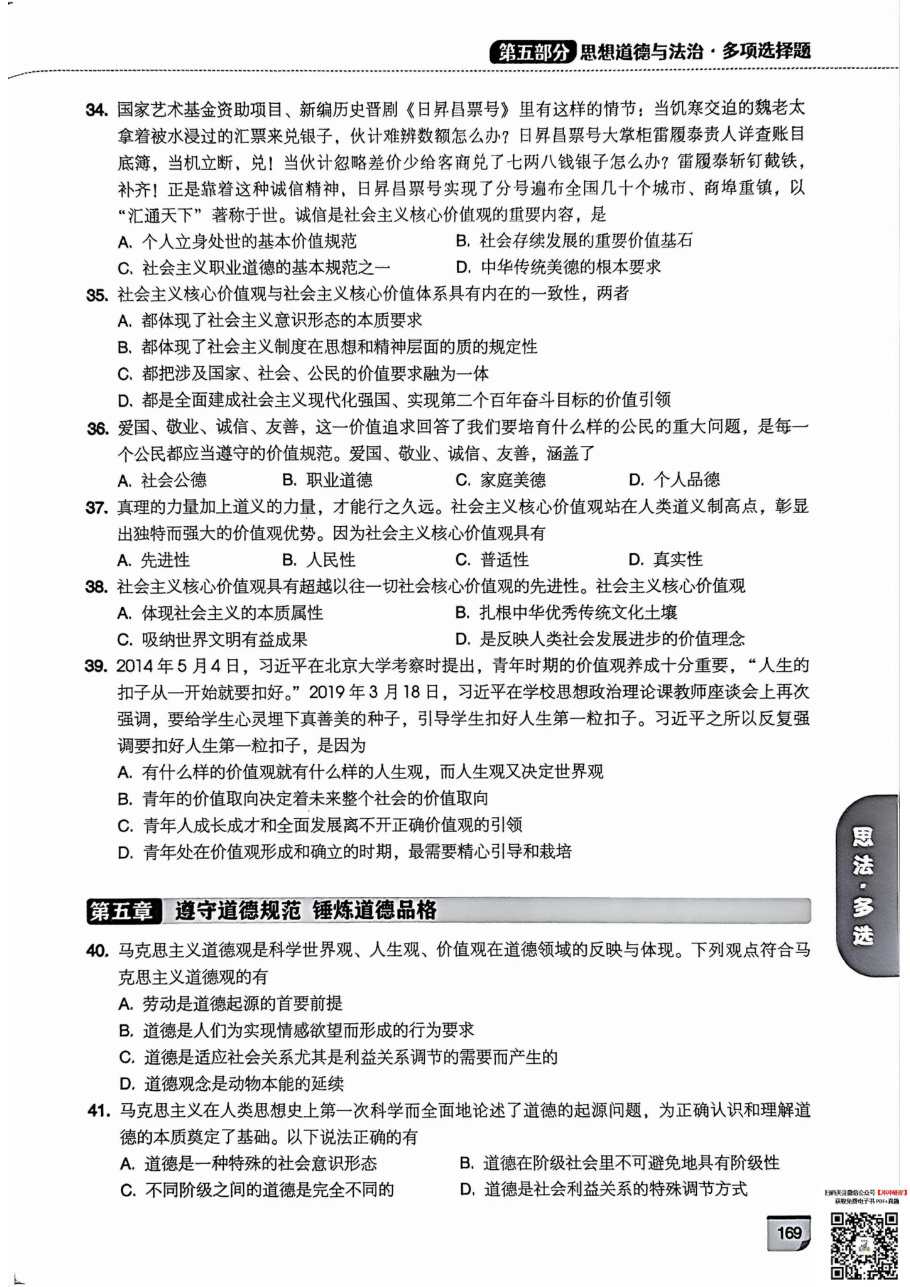 第五部分 思想道德与法治·多项选择题
34. 国家艺术基金资助项目、新编历史晋剧《日昇昌票号》里有这样的情节：当饥寒交迫的魏老太
拿着被水浸过的汇票来兑银子，伙计难辨数额怎么办？日昇昌票号大掌柜雷履泰责人详查账目
底簿，当机立断，兑！当伙计忽略差价少给客商兑了七两八钱银子怎么办？雷履泰斩钉截铁，
补齐！正是靠着这种诚信精神，日昇昌票号实现了分号遍布全国几十个城市、商埠重镇，以
“汇通天下”著称于世。诚信是社会主义核心价值观的重要内容，是
A. 个人立身处世的基本价值规范 B. 社会存续发展的重要价值基石
C. 社会主义职业道德的基本规范之一 D. 中华传统美德的根本要求
35. 社会主义核心价值观与社会主义核心价值体系具有内在的一致性，两者
A. 都体现了社会主义意识形态的本质要求
B. 都体现了社会主义制度在思想和精神层面的质的规定性
C. 都把涉及国家、社会、公民的价值要求融为一体
D. 都是全面建成社会主义现代化强国、实现第二个百年奋斗目标的价值引领
36. 爱国、敬业、诚信、友善，这一价值追求回答了我们要培育什么样的公民的重大问题，是每一
个公民都应当遵守的价值规范。爱国、敬业、诚信、友善，涵盖了
A. 社会公德 B. 职业道德 C. 家庭美德 D. 个人品德
37. 真理的力量加上道义的力量，才能行之久远。社会主义核心价值观站在人类道义制高点，彰显
出独特而强大的价值观优势。因为社会主义核心价值观具有
A. 先进性 B. 人民性 C. 普适性 D. 真实性
38. 社会主义核心价值观具有超越以往一切社会核心价值观的先进性。社会主义核心价值观
A. 体现社会主义的本质属性 B. 扎根中华优秀传统文化土壤
C. 吸纳世界文明有益成果 D. 是反映人类社会发展进步的价值理念
39. 2014 年 5 月 4 日，习近平在北京大学考察时提出，青年时期的价值观养成十分重要，“人生的
扣子从一开始就要扣好。”2019 年 3 月 18 日，习近平在学校思想政治理论课教师座谈会上再次
强调，要给学生心灵埋下真善美的种子，引导学生扣好人生第一粒扣子。习近平之所以反复强
调要扣好人生第一粒扣子，是因为
A. 有什么样的价值观就有什么样的人生观，而人生观又决定世界观
B. 青年的价值取向决定着未来整个社会的价值取向
C. 青年人成长成才和全面发展离不开正确价值观的引领
D. 青年处在价值观形成和确立的时期，最需要精心引导和栽培
思法·多选
第五章 遵守道德规范 锤炼道德品格
40. 马克思主义道德观是科学世界观、人生观、价值观在道德领域的反映与体现。下列观点符合马
克思主义道德观的有
A. 劳动是道德起源的首要前提
B. 道德是人们为实现情感欲望而形成的行为要求
C. 道德是适应社会关系尤其是利益关系调节的需要而产生的
D. 道德观念是动物本能的延续
41. 马克思主义在人类思想史上第一次科学而全面地论述了道德的起源问题，为正确认识和理解道
德的本质奠定了基础。以下说法正确的有
A. 道德是一种特殊的社会意识形态 B. 道德在阶级社会里不可避免地具有阶级性
C. 不同阶级之间的道德是完全不同的 D. 道德是社会利益关系的特殊调节方式
扫码关注微信公众号
获取免费电子书PDF+真题
169